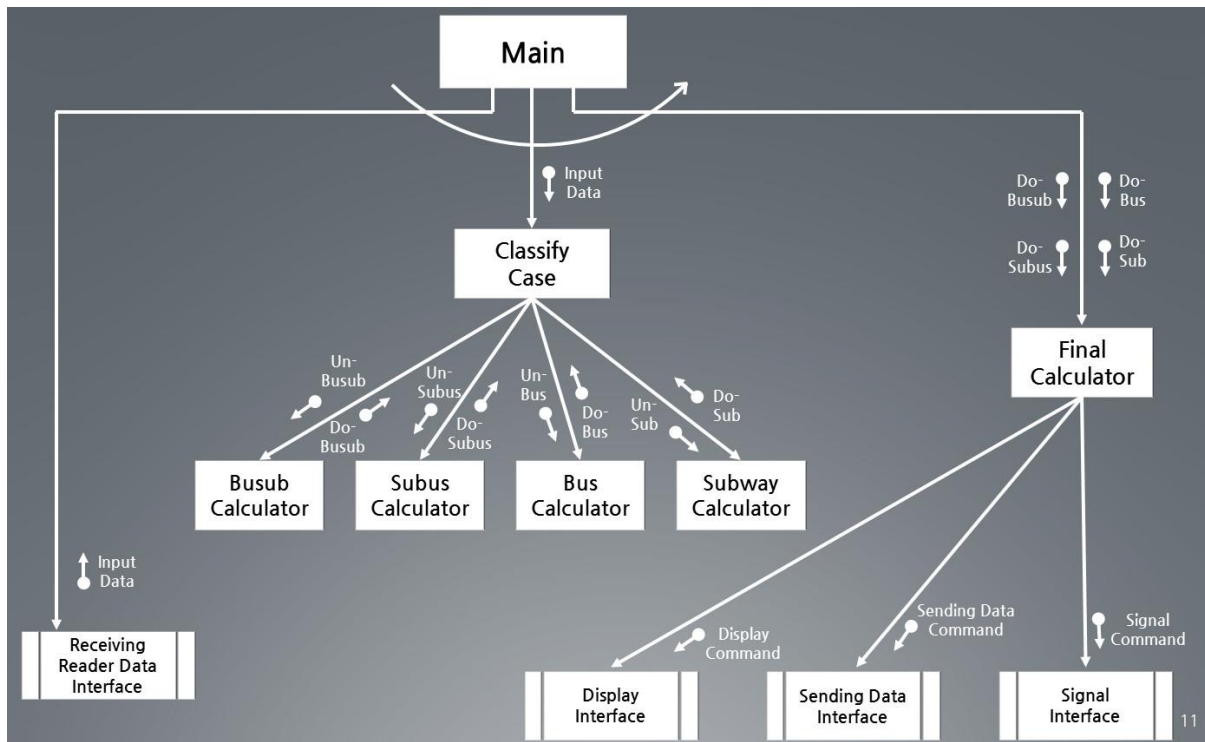 Main
Input
Data
Do-
Busub
Do-
Bus
Do-
Subus
Do-
Sub
Classify
Case
Final
Calculator
Un-
Busub
Do-
Busub
Un-
Subus
Do-
Subus
Un-
Bus
Do-
Bus
Un-
Sub
Do-
Sub
Busub
Calculator
Subus
Calculator
Bus
Calculator
Subway
Calculator
Input
Data
Receiving
Reader Data
Interface
Display
Command
Sending Data
Command
Signal
Command
Display
Interface
Sending Data
Interface
Signal
Interface
11